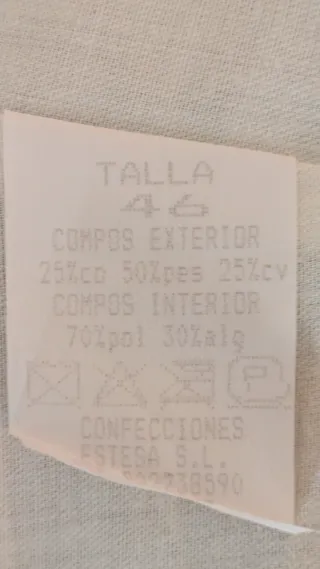 TALLA
46
COMPOS EXTERIOR
25%co 50%pes 25%cv
COMPOS INTERIOR
70%pol 30%alg
P
CONFECCIONES
ESTESA S.L.